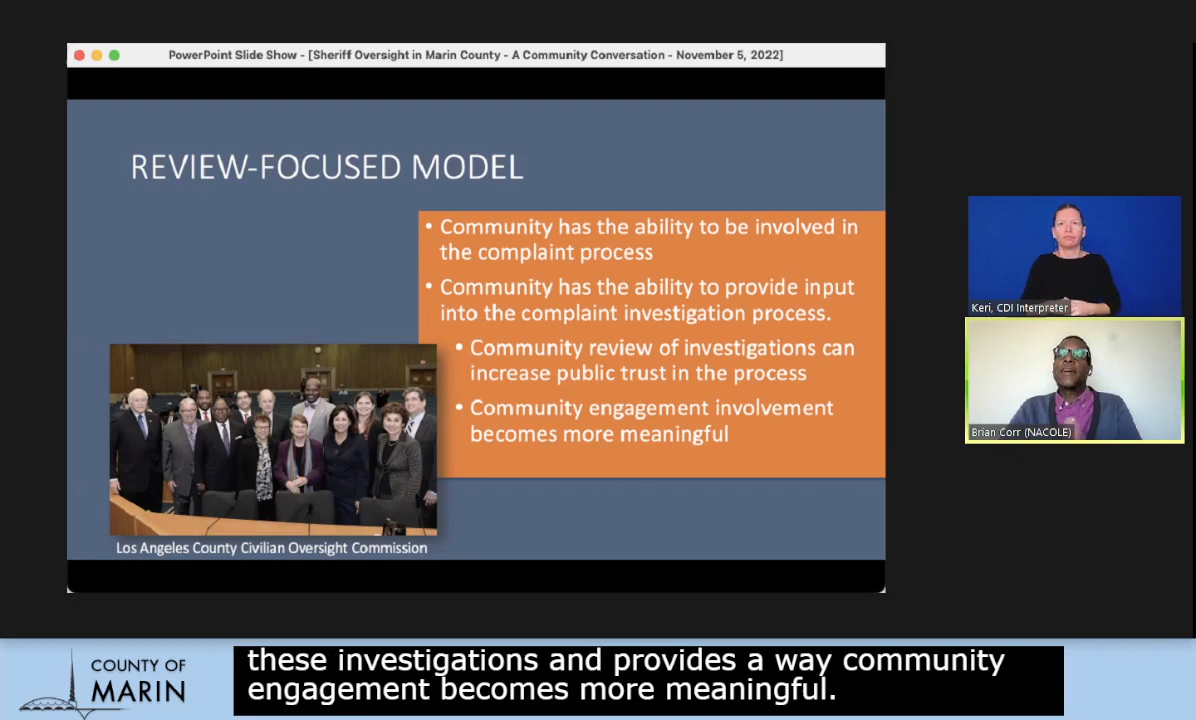 PowerPoint Slide Show - [Sheriff Oversight in Marin County - A Community Conversation - November 5, 2022]
REVIEW-FOCUSED MODEL
• Community has the ability to be involved in
the complaint process
• Community has the ability to provide input
into the complaint investigation process.
• Community review of investigations can
increase public trust in the process
• Community engagement involvement
becomes more meaningful
Los Angeles County Civilian Oversight Commission
Keri, CDI Interpreter
Brian Corr (NACOLE)
COUNTY OF
MARIN
these investigations and provides a way community
engagement becomes more meaningful.